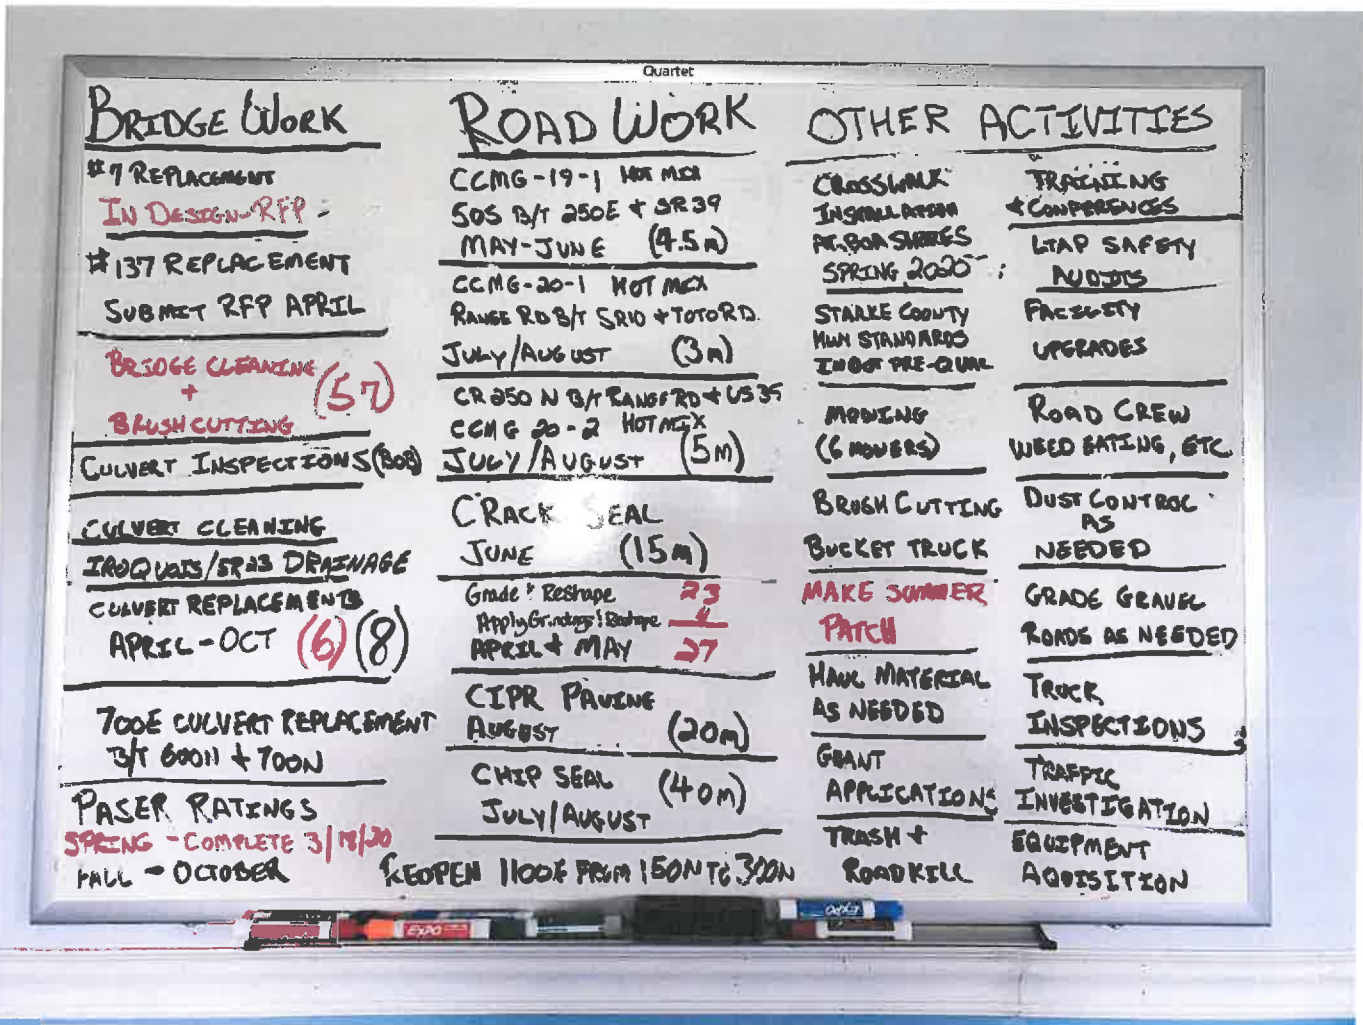 Quartet
BRIDGE WORK
#7 REPLACEMENT
IN DESIGN-RFP
#137 REPLACEMENT
SUBMIT RFP APRIL
BRIDGE CLEANING
+
BRUSH CUTTING
(57)
CULVERT INSPECTIONS (BOB)
CULVERT CLEANING
IROQUOIS/SR23 DRAINAGE
CULVERT REPLACEMENTS
APRIL-OCT (6) (8)
700E CULVERT REPLACEMENT
B/T 600N + 700N
PASER RATINGS
SPRING - COMPLETE 3/18/20
FALL - OCTOBER
ROAD WORK
CCMG-19-1 HOT MIX
50S B/T 250E + SR39
MAY-JUNE (4.5m)
CCMG-20-1 HOT MIX
RANGE RD B/T SR10 + TOTO RD.
JULY/AUGUST (3m)
CR 250 N B/T RANGE RD + US 35
CCMG 20-2 HOT MIX
JULY/AUGUST (5m)
CRACK SEAL
JUNE (15m)
Grade & Reshape 23
Apply Grindings & Reshape 4
APRIL + MAY 27
CIPR PAVING
AUGUST (20m)
CHIP SEAL (40m)
JULY/AUGUST
REOPEN 1100E FROM 150N TO 300N
OTHER ACTIVITIES
CROSSWALK
INSTALLATION
SHORES
SPRING 2020
STARKE COUNTY
HWY STANDARDS
INDOT PRE-QUAL
MOWING
(6 MOWERS)
BRUSH CUTTING
BUCKET TRUCK
MAKE SUMMER
PATCH
HAUL MATERIAL
AS NEEDED
GRANT
APPLICATIONS
TRASH +
ROADKILL
TRAINING
+ CONFERENCES
LTAP SAFETY
AUDITS
FACILITY
UPGRADES
ROAD CREW
WEED EATING, ETC
DUST CONTROL
AS
NEEDED
GRADE GRAVEL
ROADS AS NEEDED
TRUCK
INSPECTIONS
TRAFFIC
INVESTIGATION
EQUIPMENT
AQUISITION
EXPO
EXPO